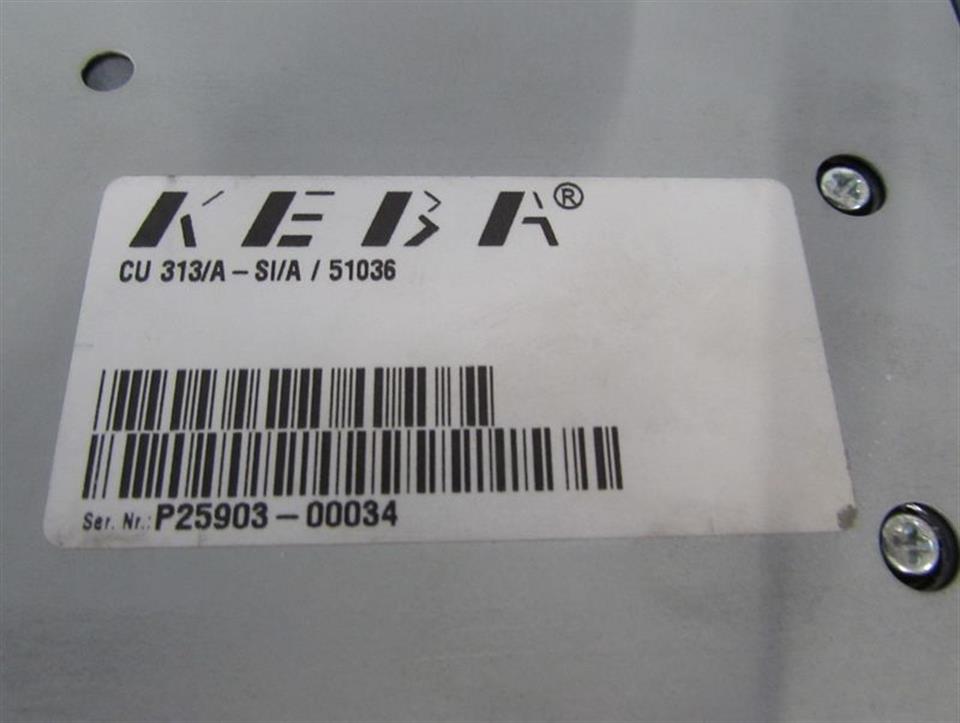 KEBA®
CU 313/A – SI/A / 51036
Ser. Nr.: P25903 – 00034